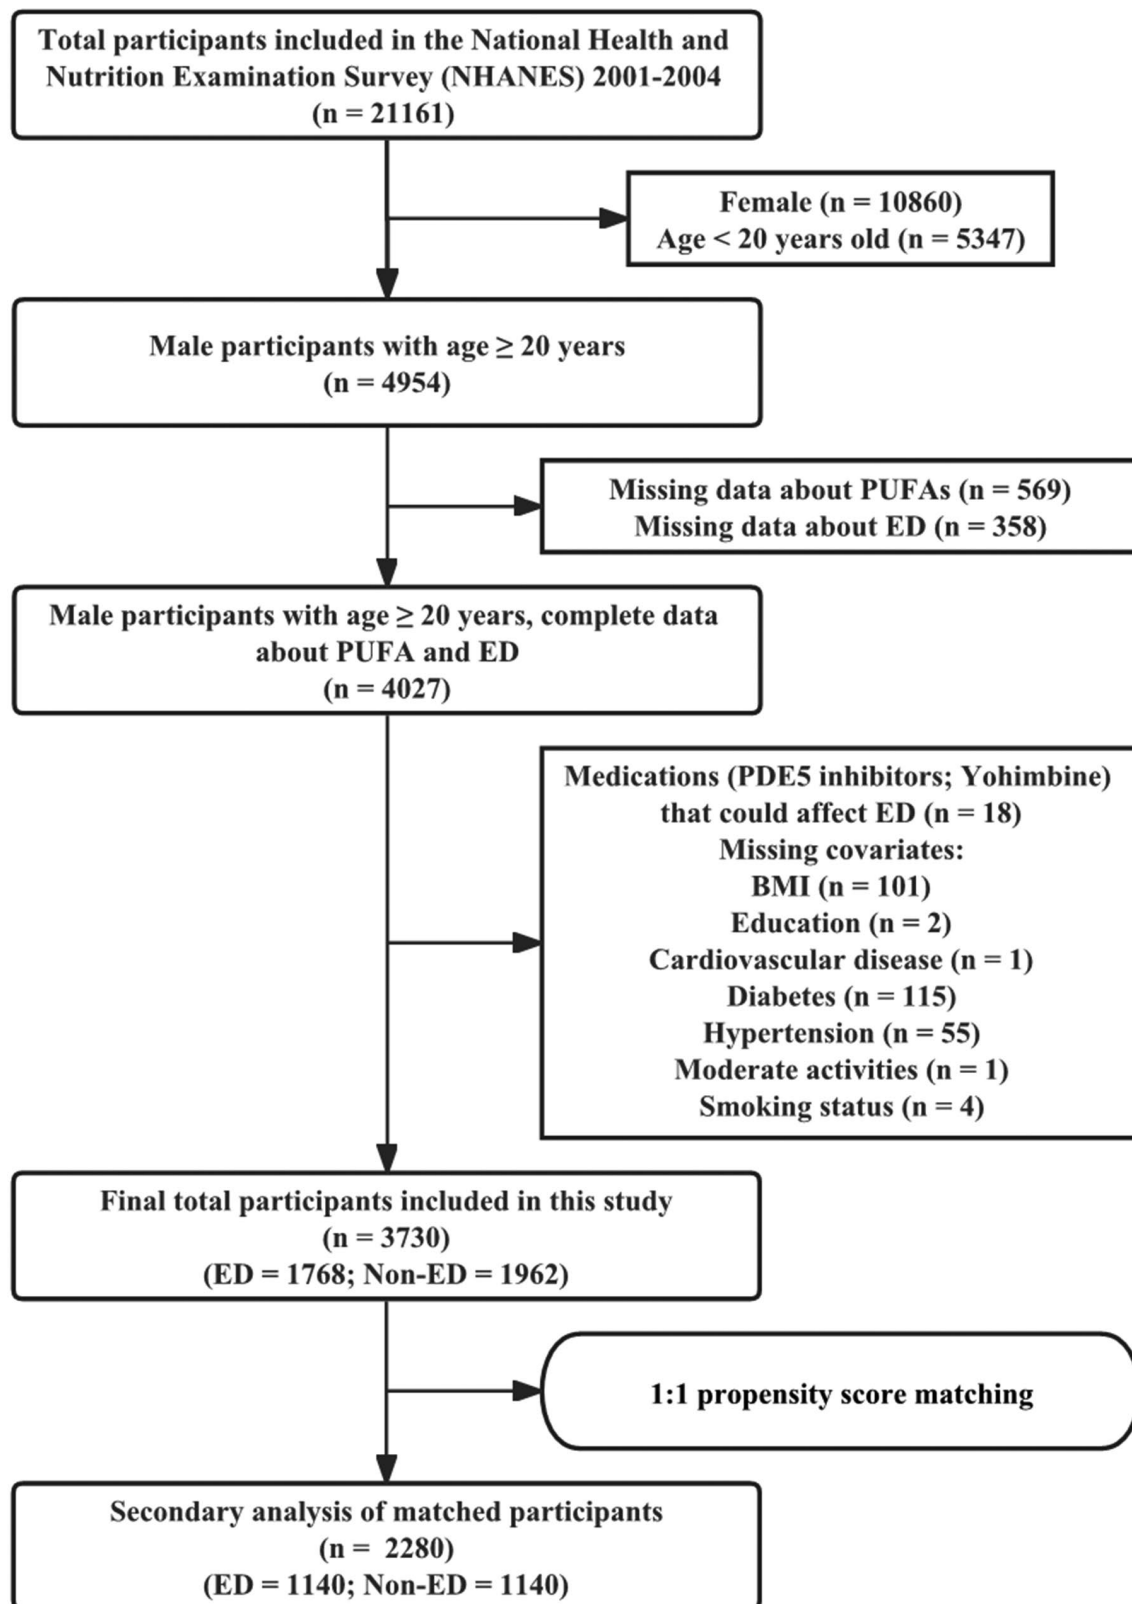 Total participants included in the National Health and
Nutrition Examination Survey (NHANES) 2001-2004
(n = 21161)
Female (n = 10860)
Age < 20 years old (n = 5347)
Male participants with age ≥ 20 years
(n = 4954)
Missing data about PUFAs (n = 569)
Missing data about ED (n = 358)
Male participants with age ≥ 20 years, complete data
about PUFA and ED
(n = 4027)
Medications (PDE5 inhibitors; Yohimbine)
that could affect ED (n = 18)
Missing covariates:
BMI (n = 101)
Education (n = 2)
Cardiovascular disease (n = 1)
Diabetes (n = 115)
Hypertension (n = 55)
Moderate activities (n = 1)
Smoking status (n = 4)
Final total participants included in this study
(n = 3730)
(ED = 1768; Non-ED = 1962)
1:1 propensity score matching
Secondary analysis of matched participants
(n =  2280)
(ED = 1140; Non-ED = 1140)